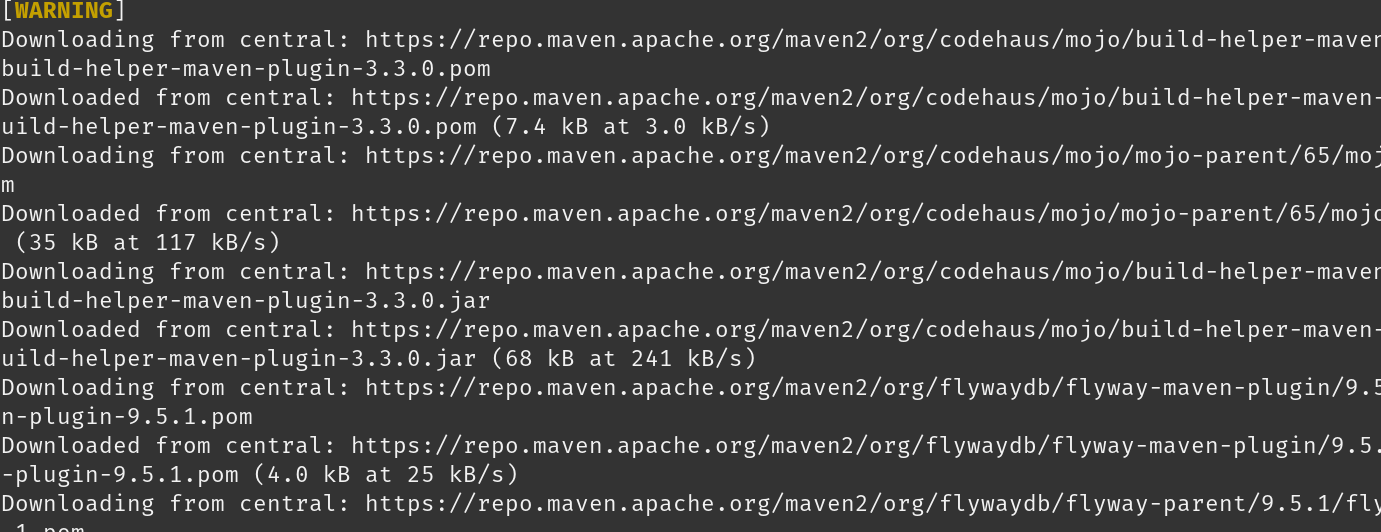 [WARNING]
Downloading from central: https://repo.maven.apache.org/maven2/org/codehaus/mojo/build-helper-maven
build-helper-maven-plugin-3.3.0.pom
Downloaded from central: https://repo.maven.apache.org/maven2/org/codehaus/mojo/build-helper-maven-
uild-helper-maven-plugin-3.3.0.pom (7.4 kB at 3.0 kB/s)
Downloading from central: https://repo.maven.apache.org/maven2/org/codehaus/mojo/mojo-parent/65/moj
m
Downloaded from central: https://repo.maven.apache.org/maven2/org/codehaus/mojo/mojo-parent/65/mojo
(35 kB at 117 kB/s)
Downloading from central: https://repo.maven.apache.org/maven2/org/codehaus/mojo/build-helper-maven
build-helper-maven-plugin-3.3.0.jar
Downloaded from central: https://repo.maven.apache.org/maven2/org/codehaus/mojo/build-helper-maven-
uild-helper-maven-plugin-3.3.0.jar (68 kB at 241 kB/s)
Downloading from central: https://repo.maven.apache.org/maven2/org/flywaydb/flyway-maven-plugin/9.5
n-plugin-9.5.1.pom
Downloaded from central: https://repo.maven.apache.org/maven2/org/flywaydb/flyway-maven-plugin/9.5.
-plugin-9.5.1.pom (4.0 kB at 25 kB/s)
Downloading from central: https://repo.maven.apache.org/maven2/org/flywaydb/flyway-parent/9.5.1/fly
.1.pom